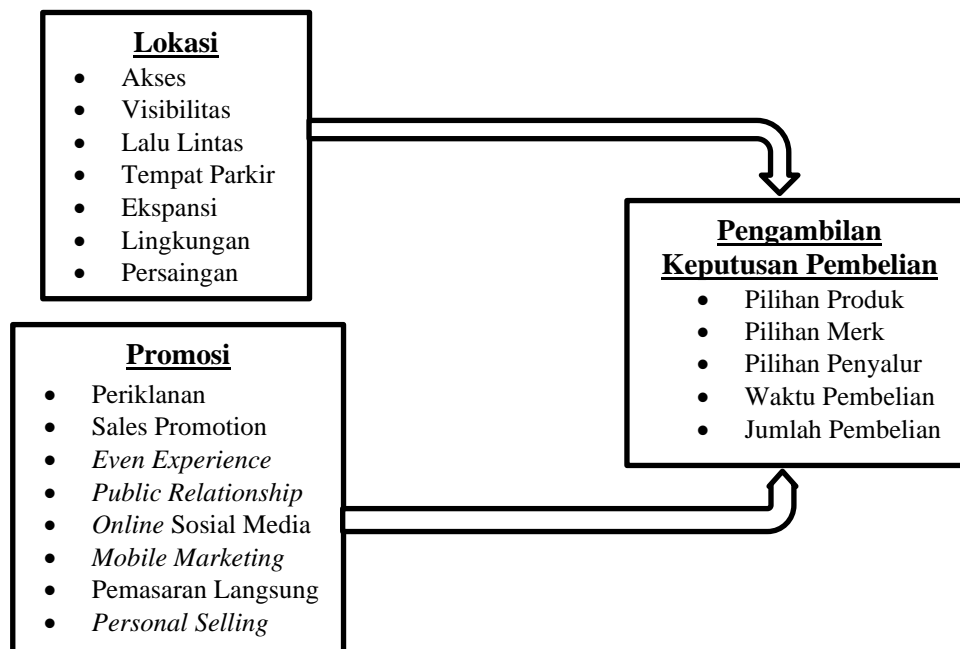 Lokasi
• Akses
• Visibilitas
• Lalu Lintas
• Tempat Parkir
• Ekspansi
• Lingkungan
• Persaingan
Promosi
• Periklanan
• Sales Promotion
• Even Experience
• Public Relationship
• Online Sosial Media
• Mobile Marketing
• Pemasaran Langsung
• Personal Selling
Pengambilan
Keputusan Pembelian
• Pilihan Produk
• Pilihan Merk
• Pilihan Penyalur
• Waktu Pembelian
• Jumlah Pembelian